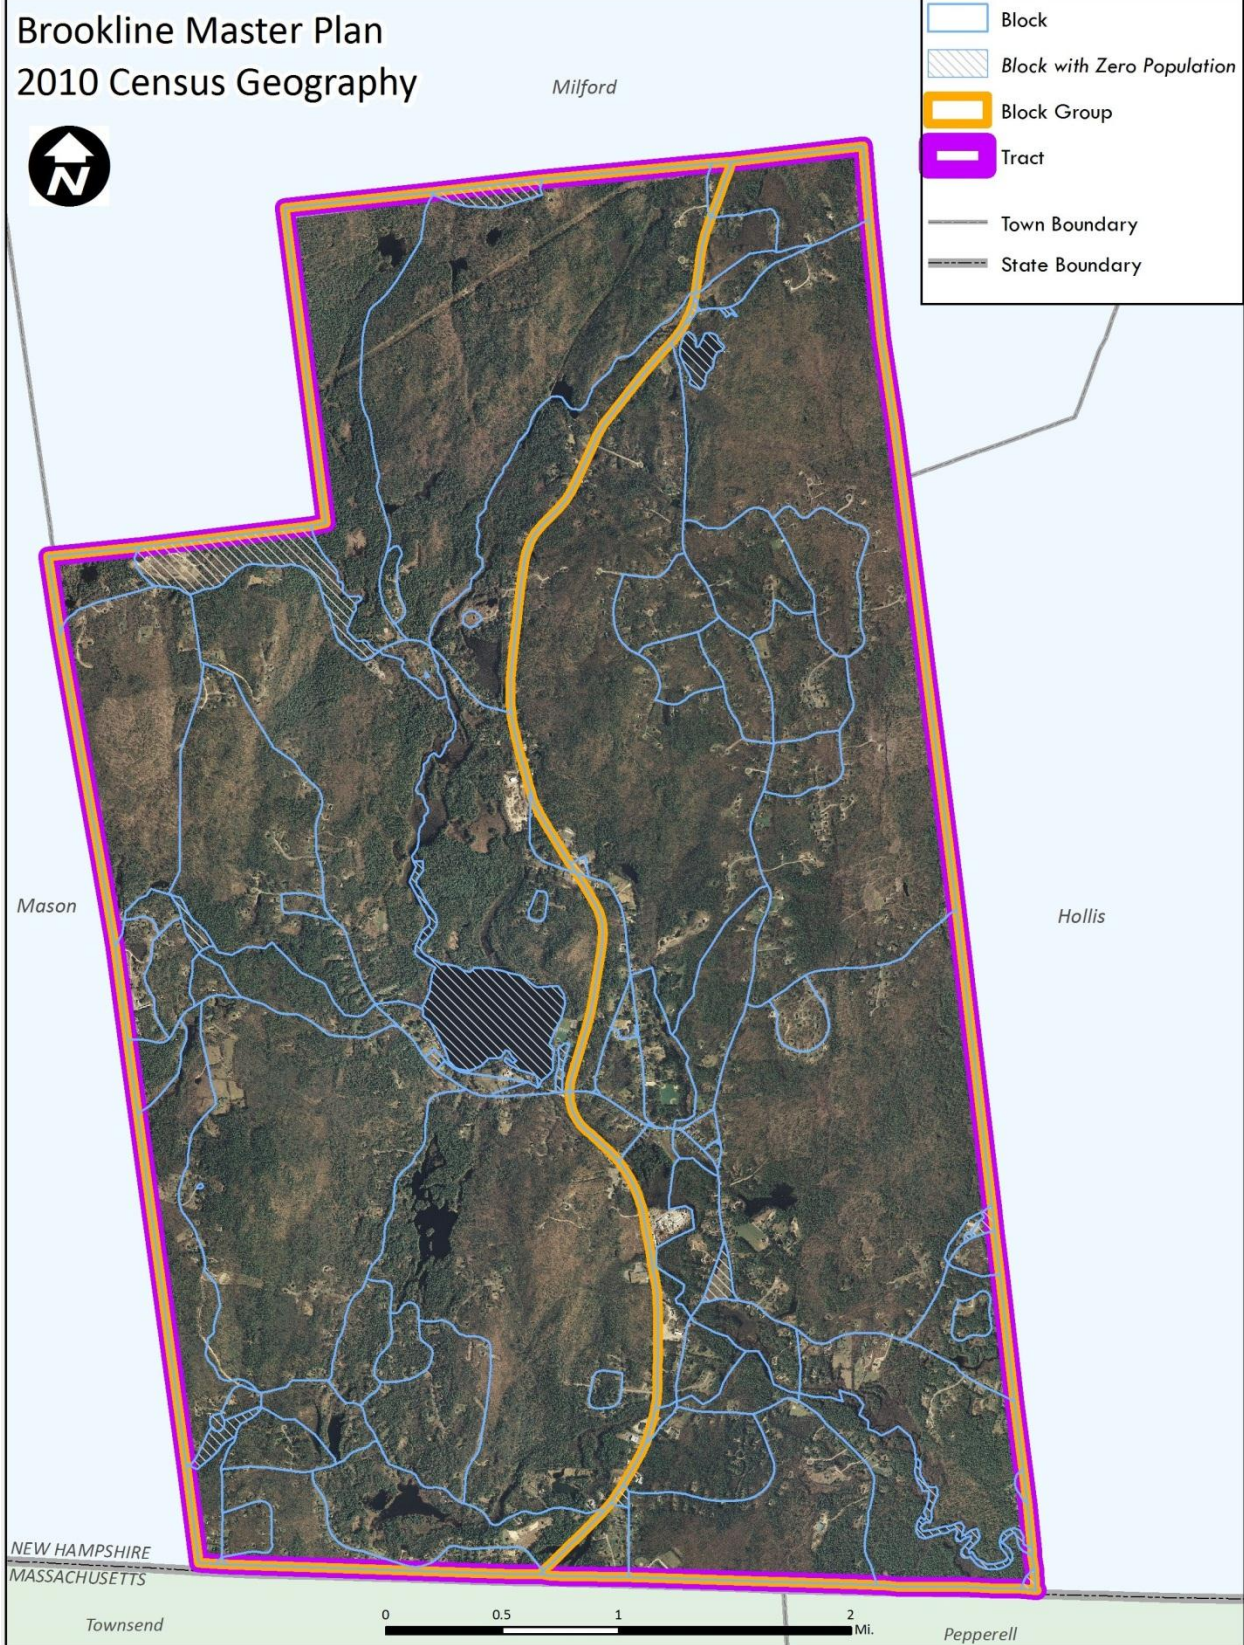 Brookline Master Plan
2010 Census Geography
N
Milford
Block
Block with Zero Population
Block Group
Tract
Town Boundary
State Boundary
Mason
Hollis
NEW HAMPSHIRE
MASSACHUSETTS
Townsend
0 0.5 1 2
Mi.
Pepperell